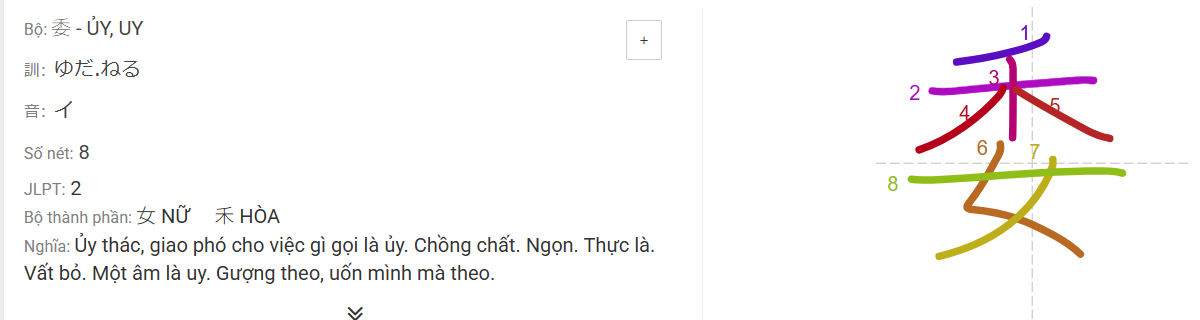 Bộ: 委 - ỦY, UY
+
訓: ゆだ.ねる
音: イ
Số nét: 8
JLPT: 2
Bộ thành phần: 女 NỮ 禾 HÒA
Nghĩa: Ủy thác, giao phó cho việc gì gọi là ủy. Chồng chất. Ngọn. Thực là.
Vất bỏ. Một âm là uy. Gượng theo, uốn mình mà theo.
委
1
2
3
4
5
6
7
8